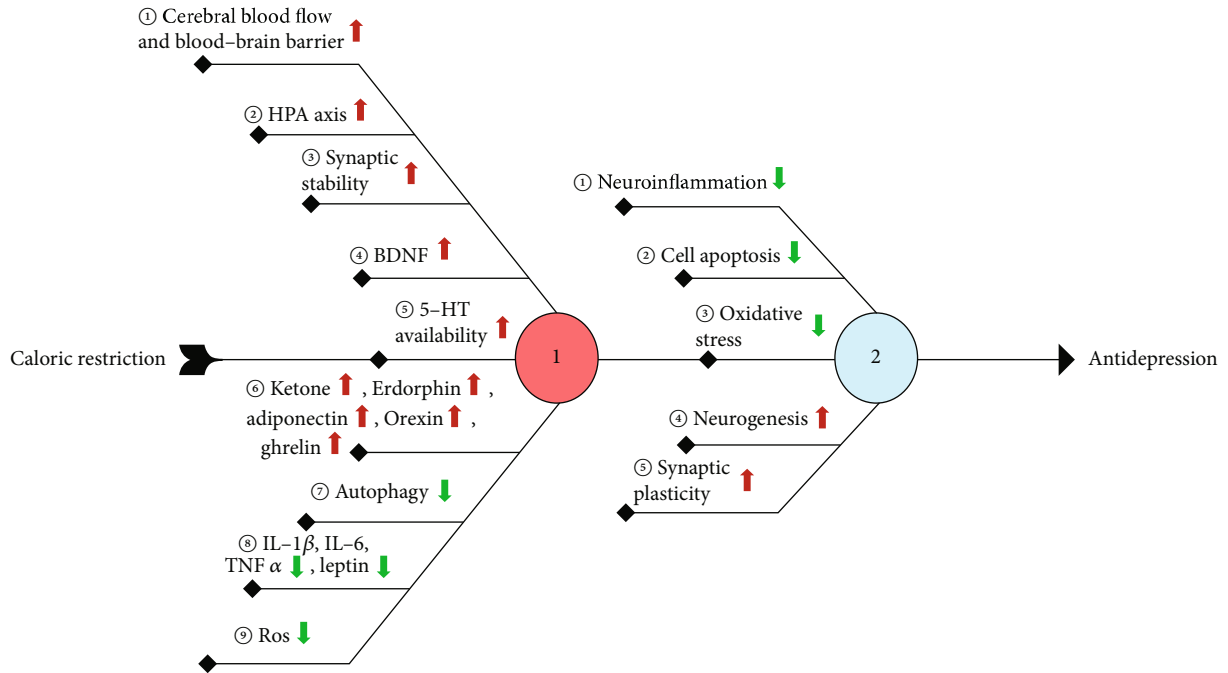 ① Cerebral blood flow
and blood–brain barrier
② HPA axis
③ Synaptic
stability
④ BDNF
⑤ 5–HT
availability
Caloric restriction
⑥ Ketone , Erdorphin ,
adiponectin , Orexin ,
ghrelin
⑦ Autophagy
⑧ IL–1β, IL–6,
TNF α , leptin
⑨ Ros
1
① Neuroinflammation
② Cell apoptosis
③ Oxidative
stress
④ Neurogenesis
⑤ Synaptic
plasticity
2
Antidepression